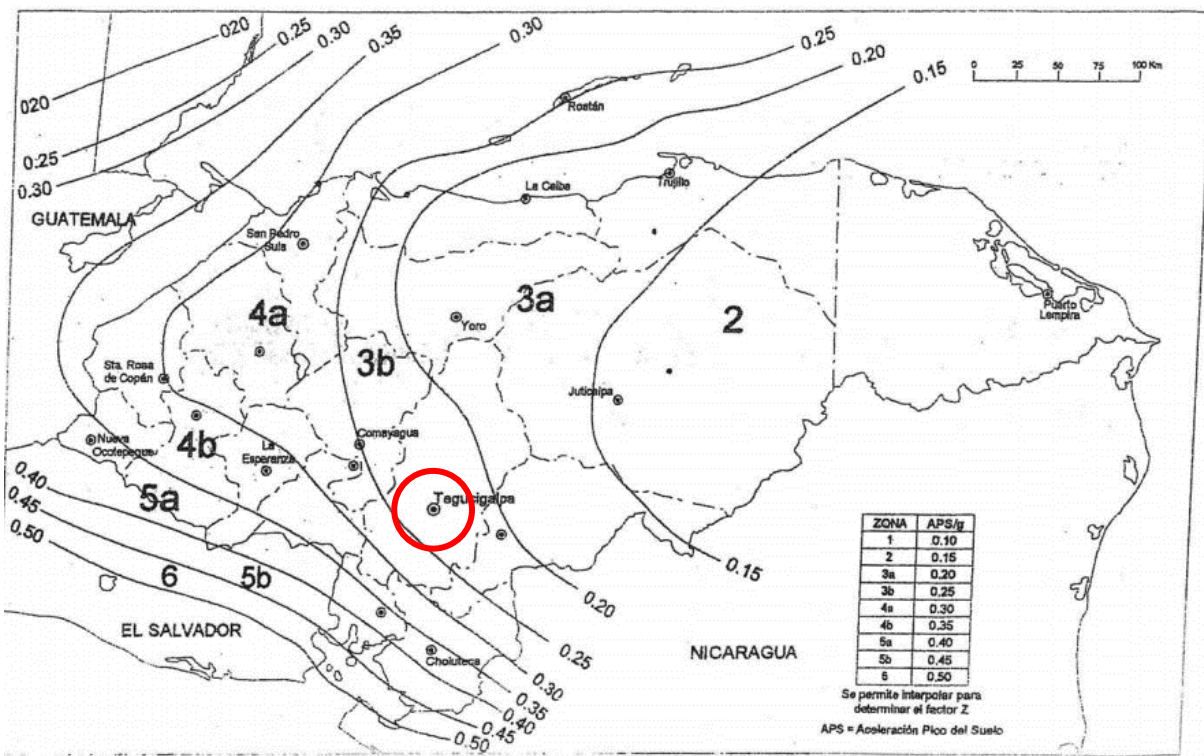 020
0.25
0.30
0.35
0.30
0.25
0.20
0.15
0 25 50 75 100 Km
020
0.25
0.30
Roatán
Trujillo
La Ceiba
GUATEMALA
San Pedro
Sula
4a
3a
2
Puerto
Lempira
Yoro
3b
Sta. Rosa
de Copán
Juticalpa
Nueva
Ocotepeque
4b
La
Esperanza
Comayagua
0.40
0.45
0.50
5a
Tegucigalpa
6
5b
0.15
0.20
EL SALVADOR
Choluteca
0.25
0.30
0.35
0.40
0.45
0.50
NICARAGUA
ZONA APS/g
1 0.10
2 0.15
3a 0.20
3b 0.25
4a 0.30
4b 0.35
5a 0.40
5b 0.45
6 0.50
Se permite interpolar para
determinar el factor Z
APS = Aceleración Pico del Suelo